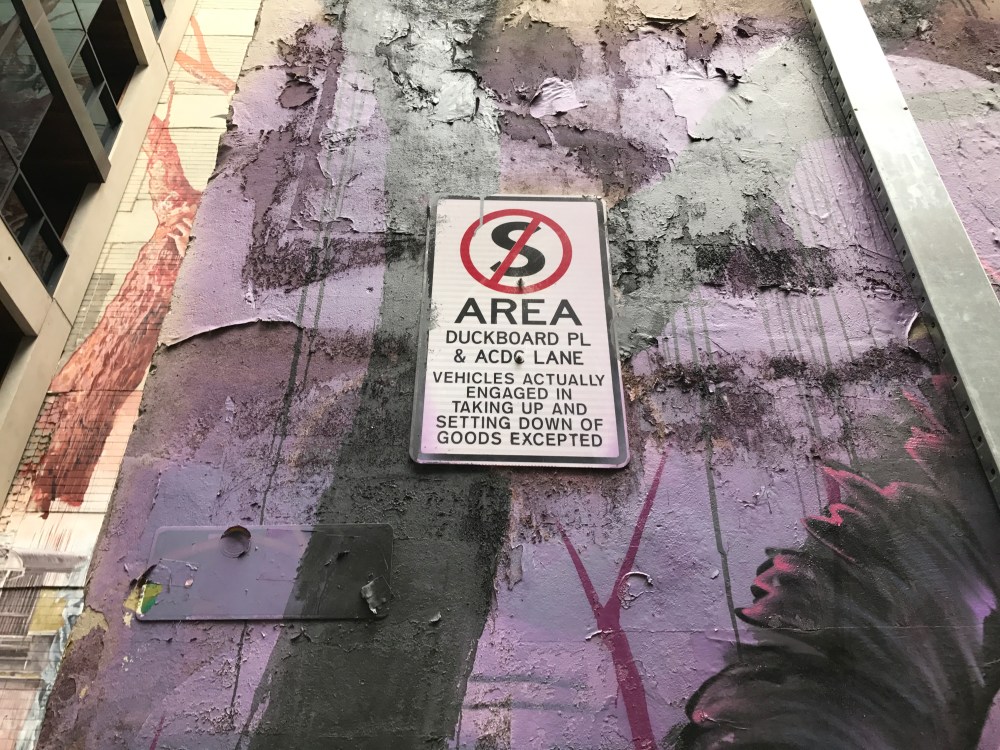 S
AREA
DUCKBOARD PL
& ACDC LANE
VEHICLES ACTUALLY
ENGAGED IN
TAKING UP AND
SETTING DOWN OF
GOODS EXCEPTED